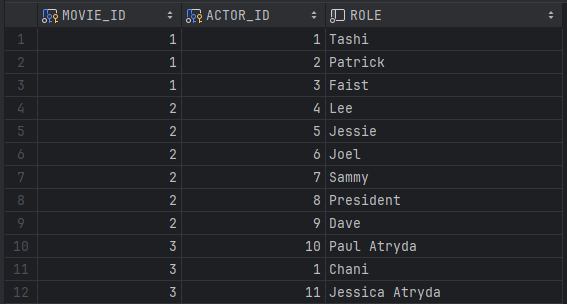 MOVIE_ID ACTOR_ID ROLE
1 1 1 Tashi
2 1 2 Patrick
3 1 3 Faist
4 2 4 Lee
5 2 5 Jessie
6 2 6 Joel
7 2 7 Sammy
8 2 8 President
9 2 9 Dave
10 3 10 Paul Atryda
11 3 1 Chani
12 3 11 Jessica Atryda